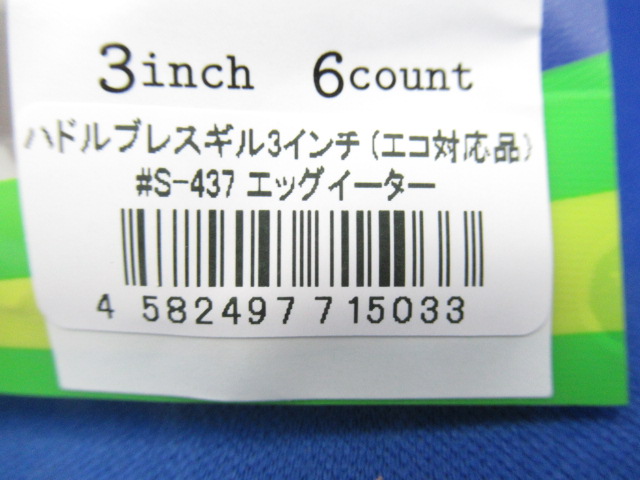 3inch 6count
ハドルブレスギル3インチ(エコ対応品)
#S-437 エッグイーター
4 582497 715033